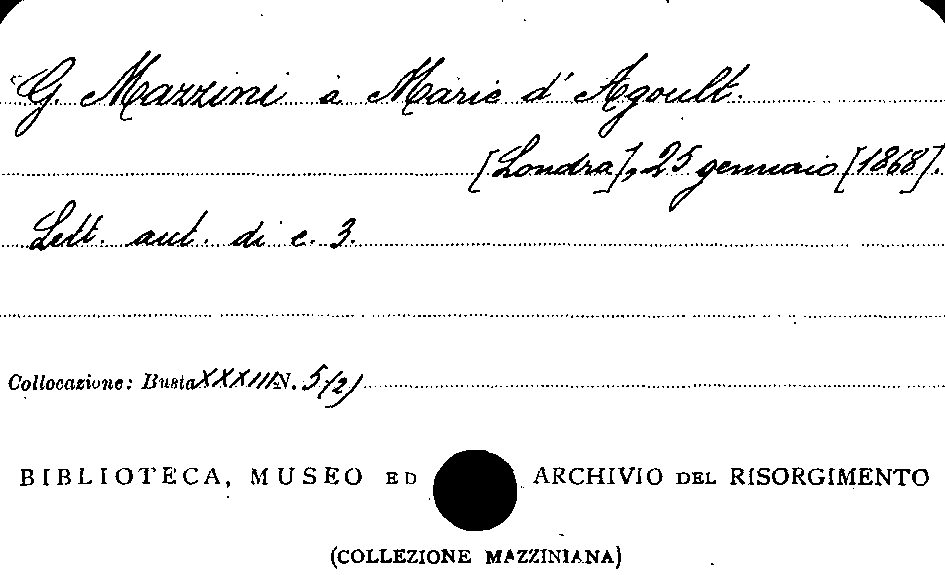 G. Mazzini a Marie d'Agoult.
[Londra], 25 gennaio [1868].
Lett. aut. di c. 3.
Collocazione: Busta XXXIII N. 5(2)
BIBLIOTECA, MUSEO ED ARCHIVIO DEL RISORGIMENTO
(COLLEZIONE MAZZINIANA)